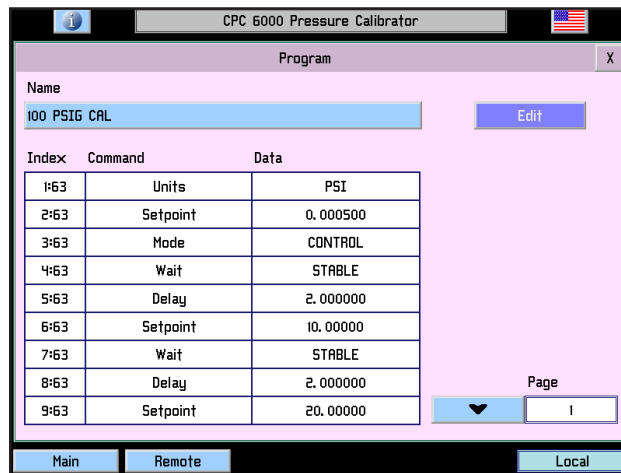 i CPC 6000 Pressure Calibrator
Program X
Name
100 PSIG CAL Edit
Index Command Data
1:63 Units PSI
2:63 Setpoint 0.000500
3:63 Mode CONTROL
4:63 Wait STABLE
5:63 Delay 2.000000
6:63 Setpoint 10.00000
7:63 Wait STABLE
8:63 Delay 2.000000
Page
9:63 Setpoint 20.00000 1
Main Remote Local